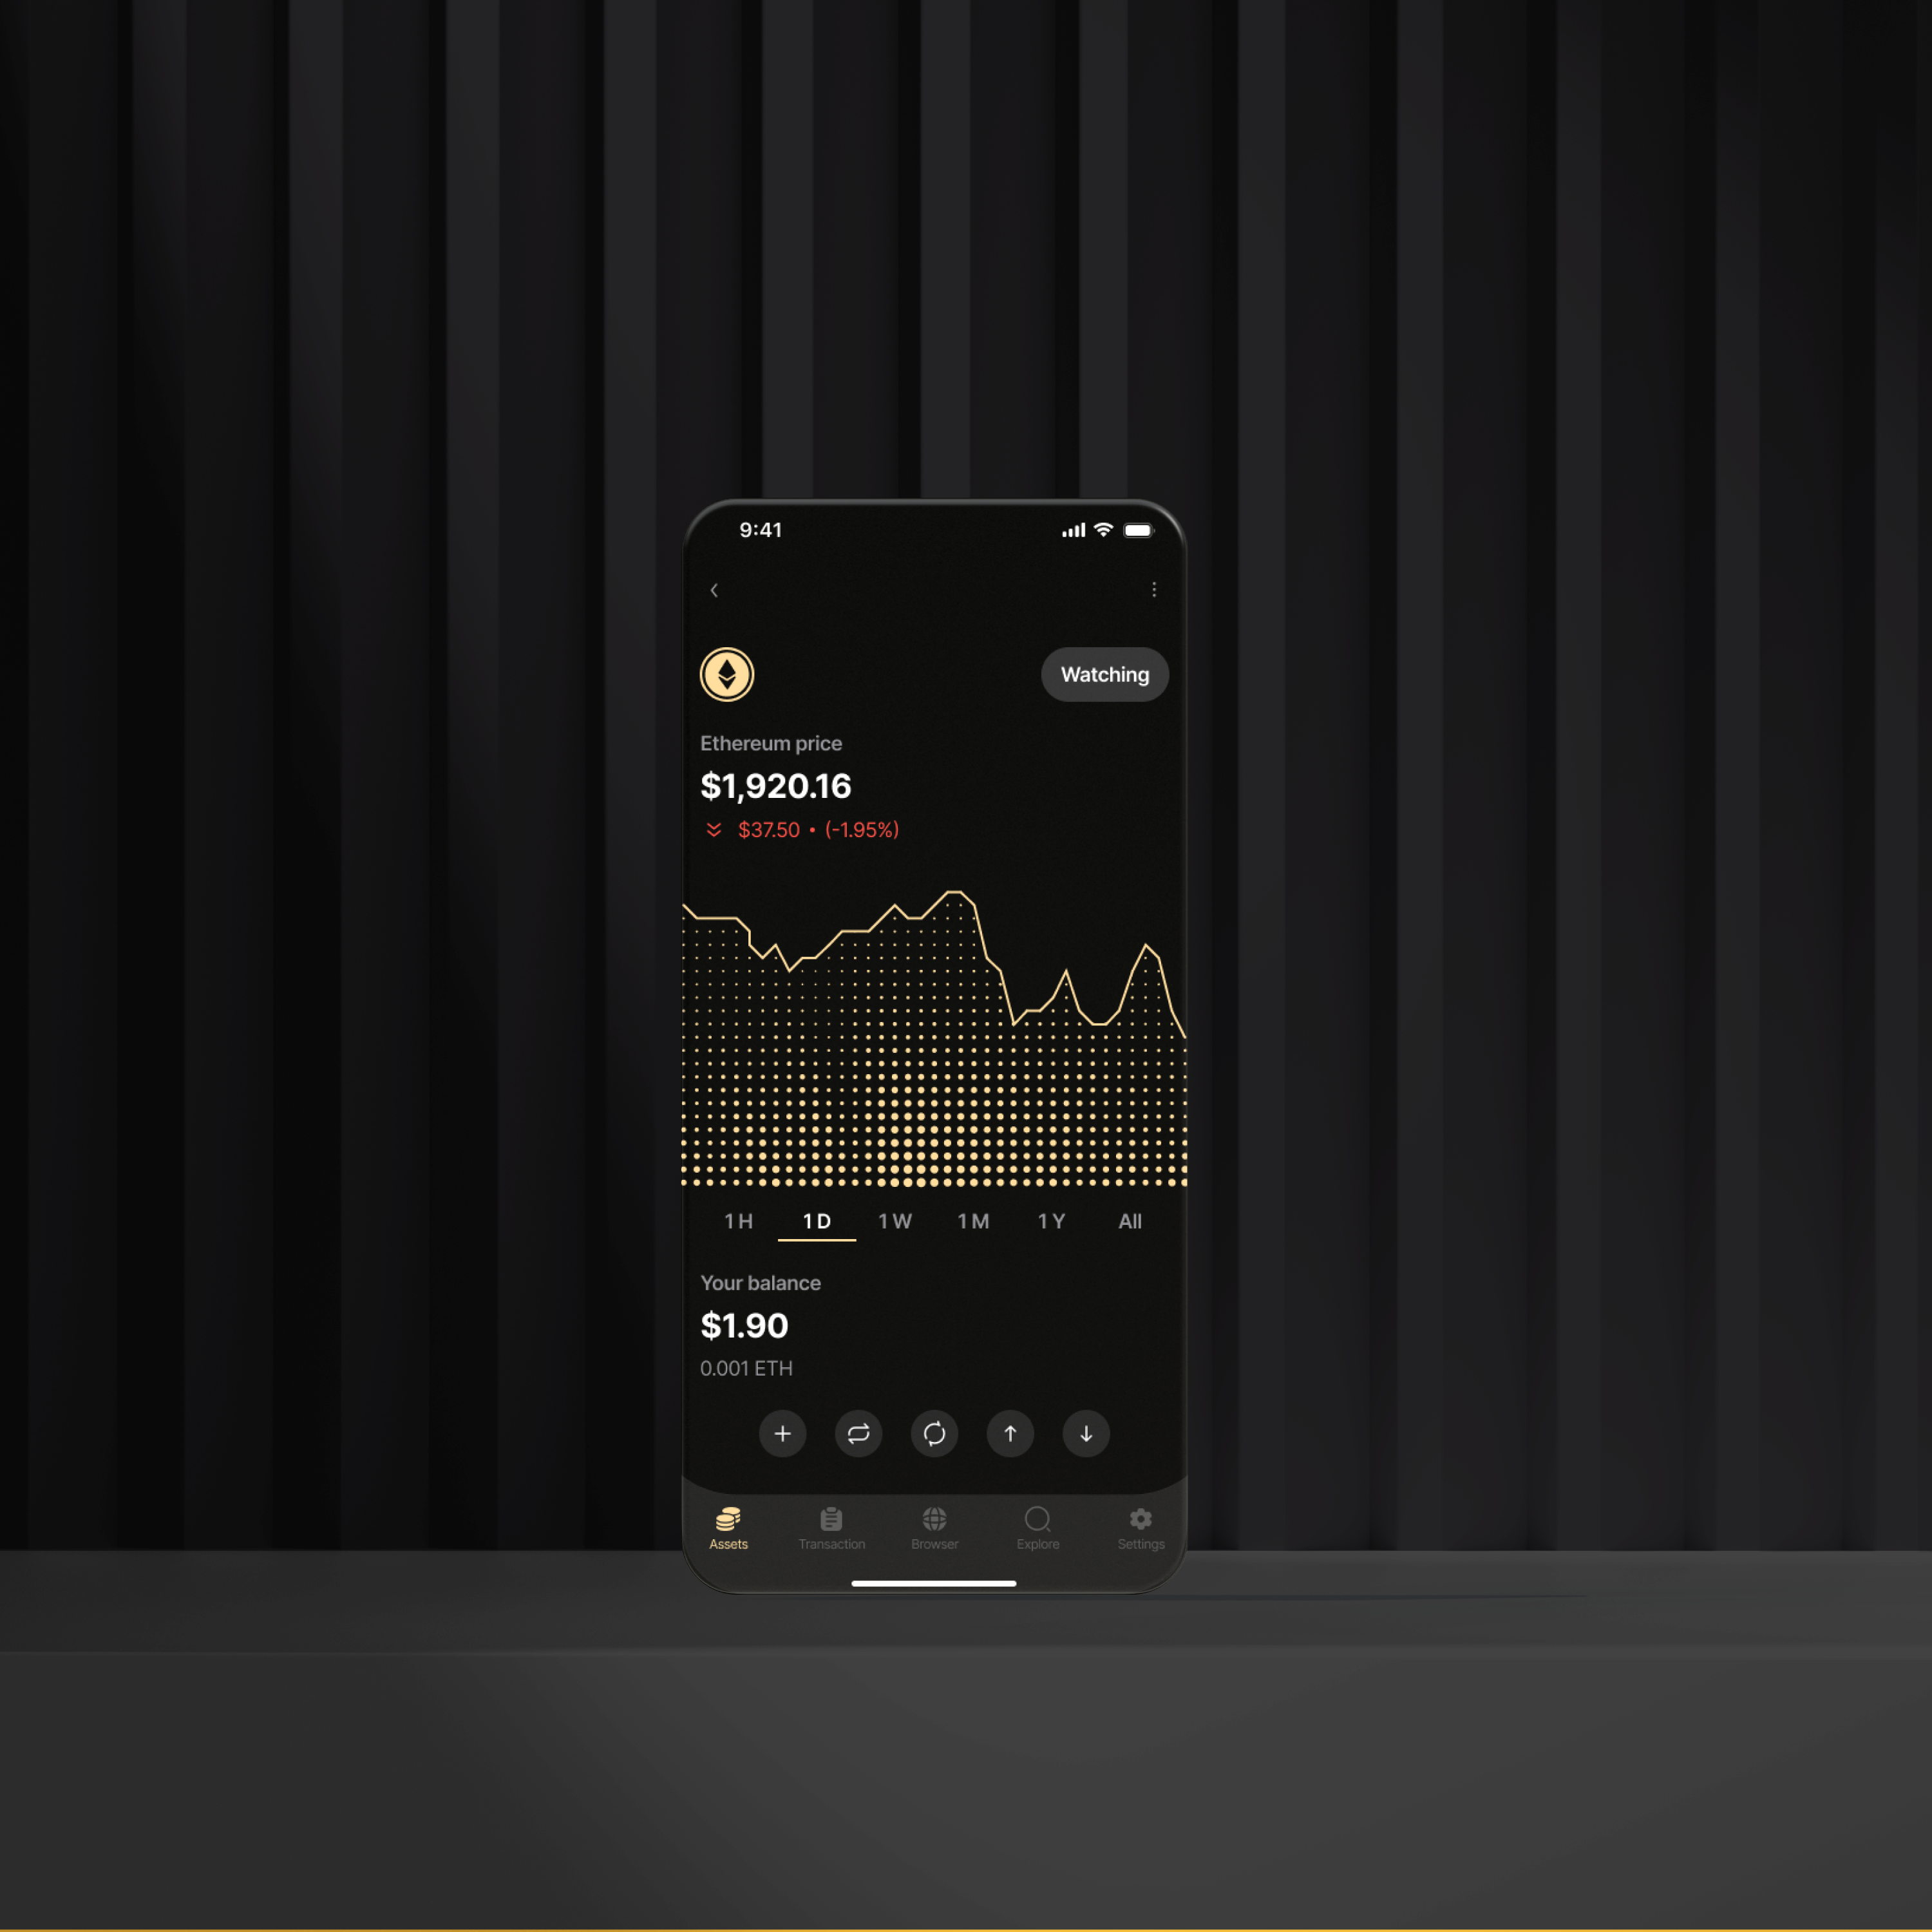 9:41
Watching
Ethereum price
$1,920.16
$37.50 • (-1.95%)
1H 1D 1W 1M 1Y All
Your balance
$1.90
0.001 ETH
Assets Transaction Browser Explore Settings